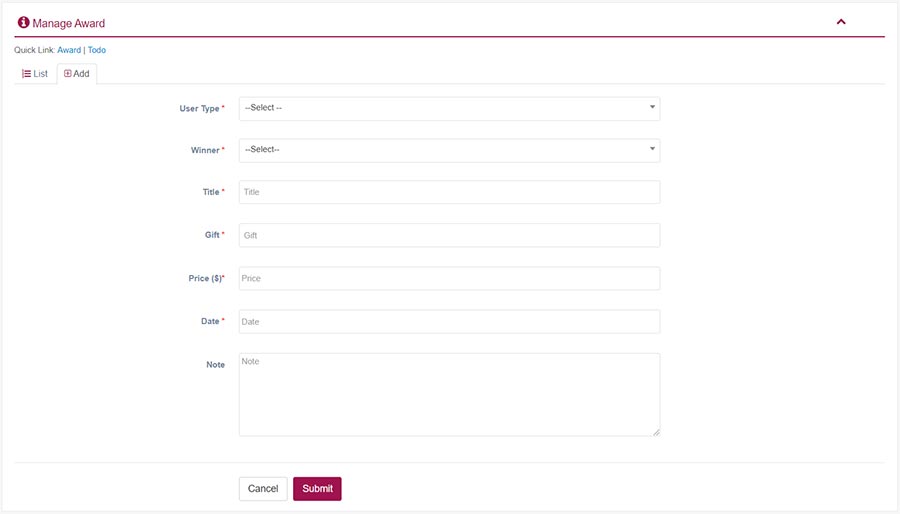 Manage Award
Quick Link: Award | Todo
List Add
User Type * --Select --
Winner * --Select--
Title * Title
Gift * Gift
Price ($)* Price
Date * Date
Note Note
Cancel Submit